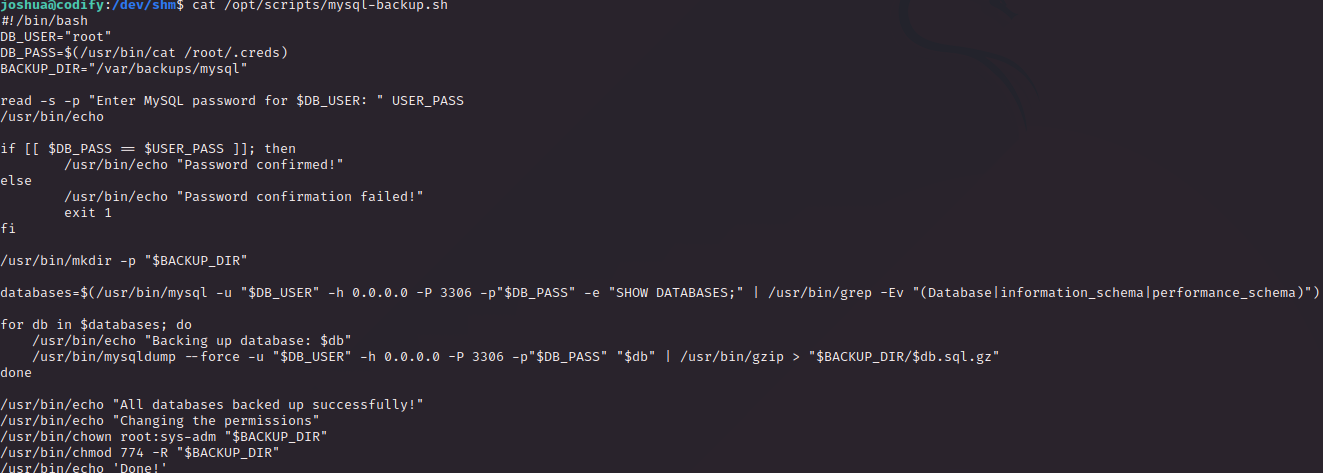 joshua@codify:/dev/shm$ cat /opt/scripts/mysql-backup.sh
#!/bin/bash
DB_USER="root"
DB_PASS=$(/usr/bin/cat /root/.creds)
BACKUP_DIR="/var/backups/mysql"

read -s -p "Enter MySQL password for $DB_USER: " USER_PASS
/usr/bin/echo

if [[ $DB_PASS == $USER_PASS ]]; then
        /usr/bin/echo "Password confirmed!"
else
        /usr/bin/echo "Password confirmation failed!"
        exit 1
fi

/usr/bin/mkdir -p "$BACKUP_DIR"

databases=$(/usr/bin/mysql -u "$DB_USER" -h 0.0.0.0 -P 3306 -p"$DB_PASS" -e "SHOW DATABASES;" | /usr/bin/grep -Ev "(Database|information_schema|performance_schema)")

for db in $databases; do
    /usr/bin/echo "Backing up database: $db"
    /usr/bin/mysqldump --force -u "$DB_USER" -h 0.0.0.0 -P 3306 -p"$DB_PASS" "$db" | /usr/bin/gzip > "$BACKUP_DIR/$db.sql.gz"
done

/usr/bin/echo "All databases backed up successfully!"
/usr/bin/echo "Changing the permissions"
/usr/bin/chown root:sys-adm "$BACKUP_DIR"
/usr/bin/chmod 774 -R "$BACKUP_DIR"
/usr/bin/echo 'Done!'